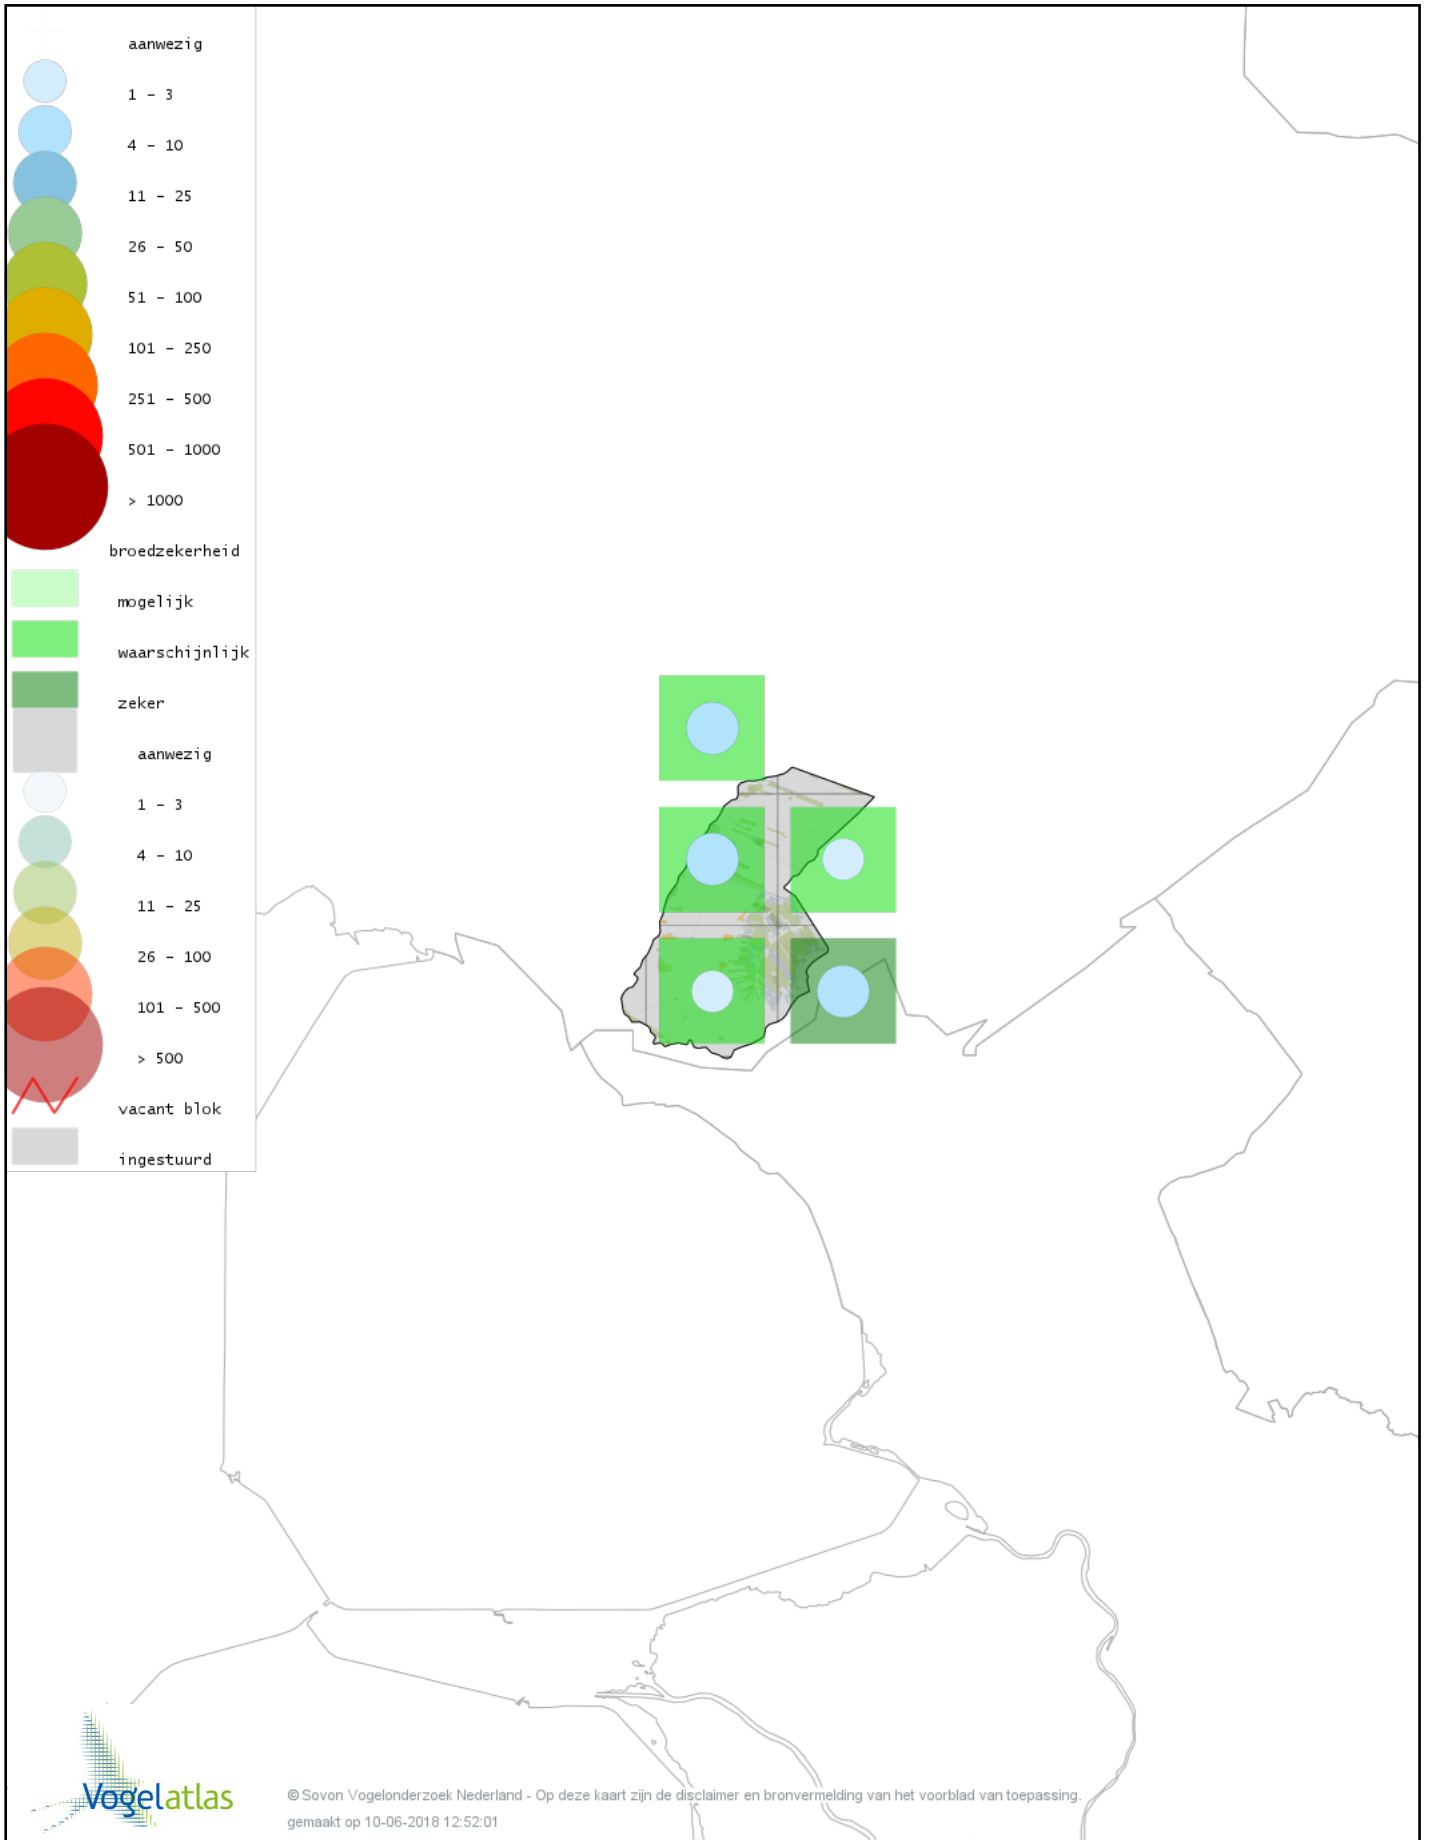 aanwezig
1 - 3
4 - 10
11 - 25
26 - 50
51 - 100
101 - 250
251 - 500
501 - 1000
> 1000
broedzekerheid
mogelijk
waarschijnlijk
zeker
aanwezig
1 - 3
4 - 10
11 - 25
26 - 100
101 - 500
> 500
vacant blok
ingestuurd
Vogelatlas
© Sovon Vogelonderzoek Nederland - Op deze kaart zijn de disclaimer en bronvermelding van het voorblad van toepassing.
gemaakt op 10-06-2018 12:52:01